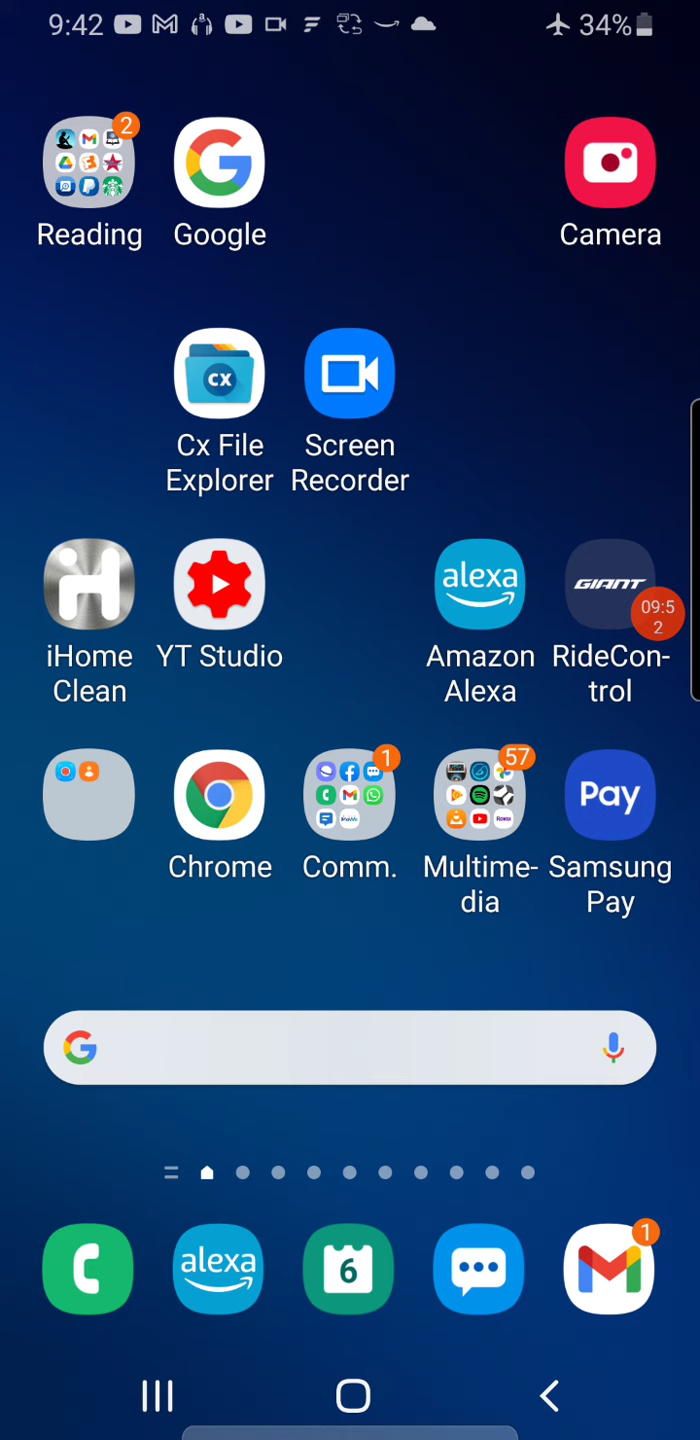 9:42
34%
2
Reading
Google
Camera
CX
Cx File
Explorer
Screen
Recorder
alexa
GIANT
09:5
2
iHome
Clean
YT Studio
Amazon
Alexa
RideCon-
trol
1
57
Pay
Chrome
Comm.
Multime-
dia
Samsung
Pay
alexa
6
1